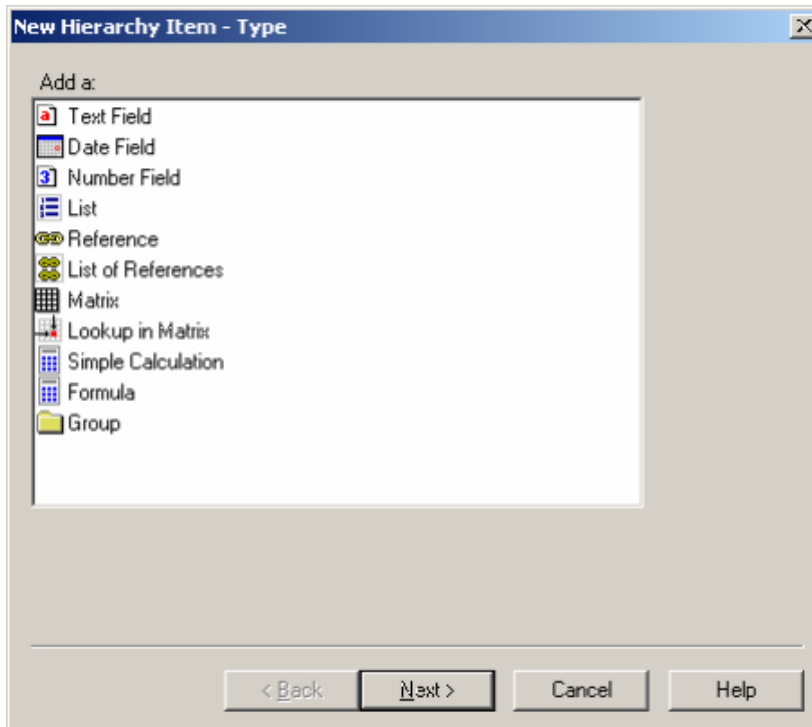 New Hierarchy Item - Type
Add a:
Text Field
Date Field
Number Field
List
Reference
List of References
Matrix
Lookup in Matrix
Simple Calculation
Formula
Group
< Back Next > Cancel Help